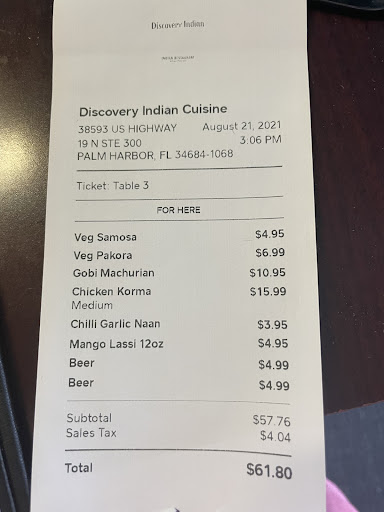 Discovery Indian
Discovery Indian Cuisine
38593 US HIGHWAY August 21, 2021
19 N STE 300 3:06 PM
PALM HARBOR, FL 34684-1068
Ticket: Table 3
FOR HERE
Veg Samosa $4.95
Veg Pakora $6.99
Gobi Machurian $10.95
Chicken Korma $15.99
Medium
Chilli Garlic Naan $3.95
Mango Lassi 12oz $4.95
Beer $4.99
Beer $4.99
Subtotal $57.76
Sales Tax $4.04
Total $61.80